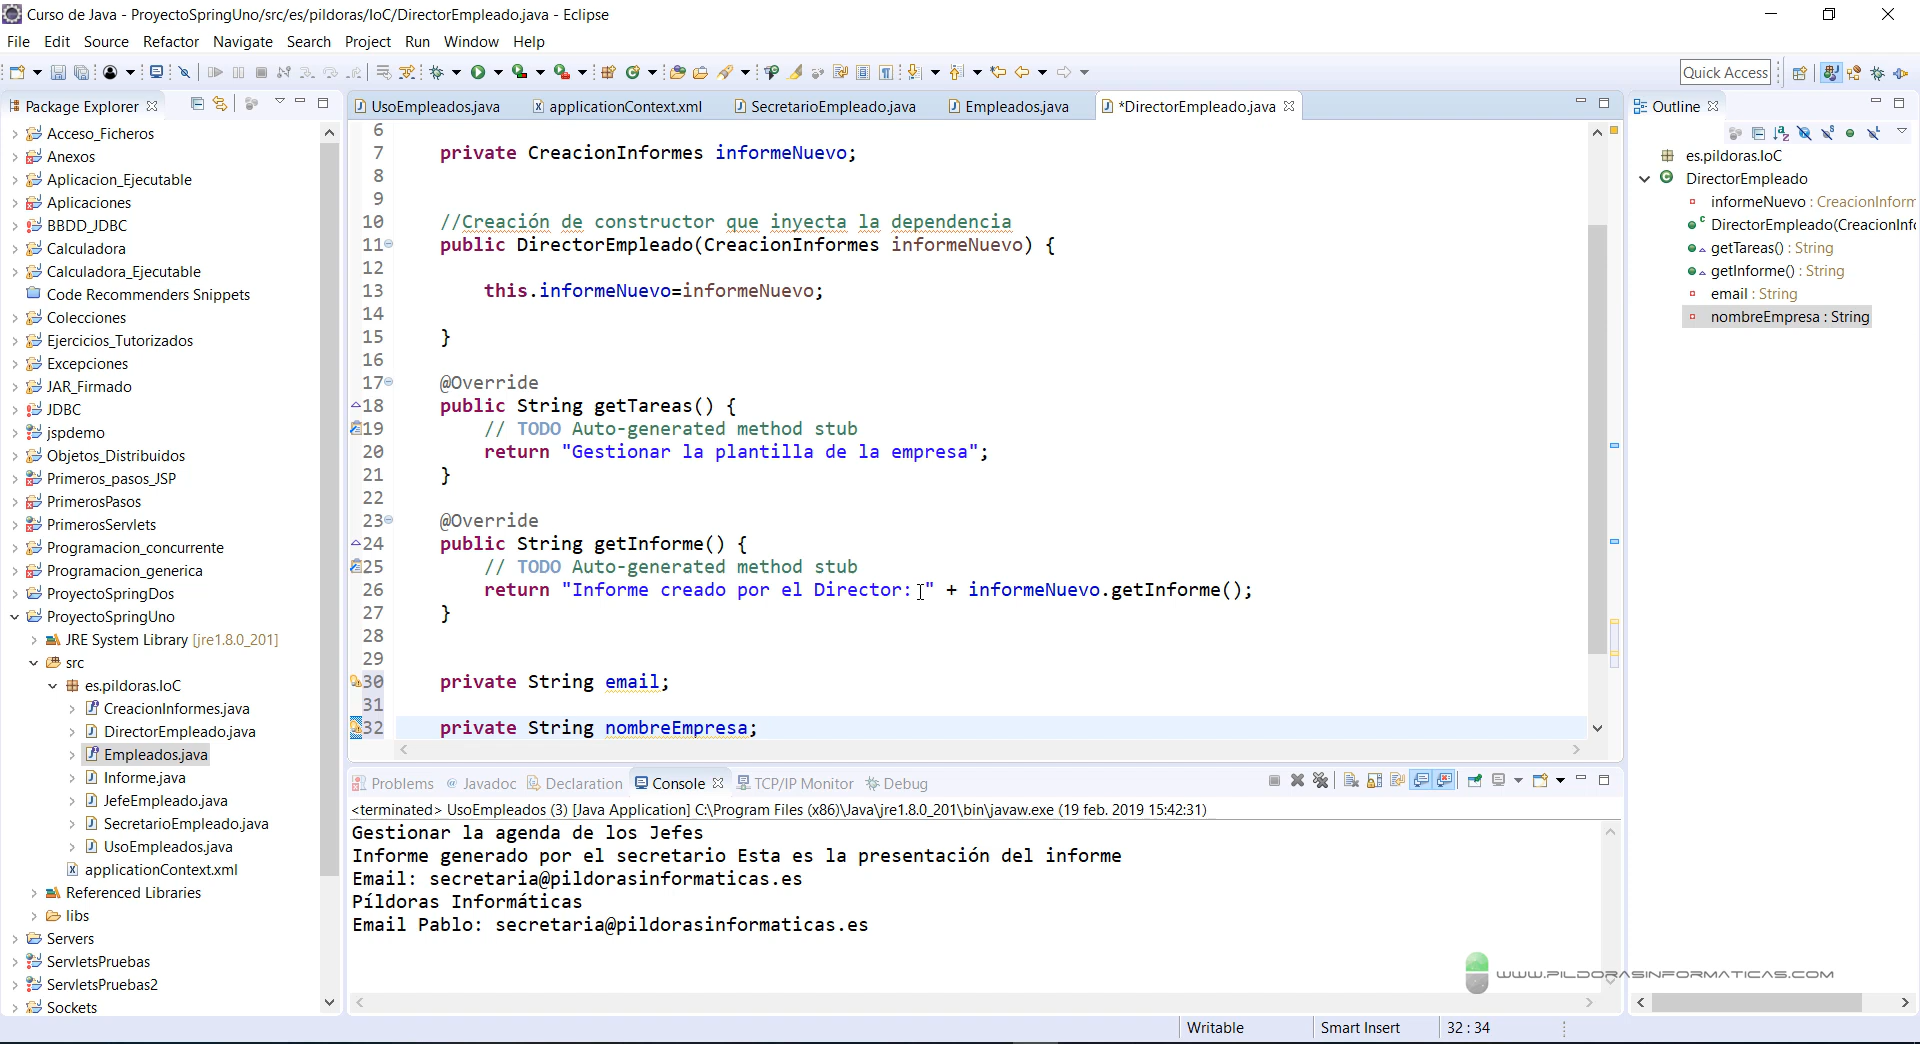 Curso de Java - ProyectoSpringUno/src/es/pildoras/IoC/DirectorEmpleado.java - Eclipse
File Edit Source Refactor Navigate Search Project Run Window Help
Quick Access
Package Explorer
Acceso_Ficheros
Anexos
Aplicacion_Ejecutable
Aplicaciones
BBDD_JDBC
Calculadora
Calculadora_Ejecutable
Code Recommenders Snippets
Colecciones
Ejercicios_Tutorizados
Excepciones
JAR_Firmado
JDBC
jspdemo
Objetos_Distribuidos
Primeros_pasos_JSP
PrimerosPasos
PrimerosServlets
Programacion_concurrente
Programacion_generica
ProyectoSpringDos
ProyectoSpringUno
JRE System Library [jre1.8.0_201]
src
es.pildoras.IoC
CreacionInformes.java
DirectorEmpleado.java
Empleados.java
Informe.java
JefeEmpleado.java
SecretarioEmpleado.java
UsoEmpleados.java
applicationContext.xml
Referenced Libraries
libs
Servers
ServletsPruebas
ServletsPruebas2
Sockets
UsoEmpleados.java applicationContext.xml SecretarioEmpleado.java Empleados.java *DirectorEmpleado.java
6
7 private CreacionInformes informeNuevo;
8
9
10 //Creación de constructor que inyecta la dependencia
11 public DirectorEmpleado(CreacionInformes informeNuevo) {
12
13 this.informeNuevo=informeNuevo;
14
15 }
16
17 @Override
18 public String getTareas() {
19 // TODO Auto-generated method stub
20 return "Gestionar la plantilla de la empresa";
21 }
22
23 @Override
24 public String getInforme() {
25 // TODO Auto-generated method stub
26 return "Informe creado por el Director: " + informeNuevo.getInforme();
27 }
28
29
30 private String email;
31
32 private String nombreEmpresa;
Outline
es.pildoras.IoC
DirectorEmpleado
informeNuevo : CreacionInform
DirectorEmpleado(CreacionInfo
getTareas() : String
getInforme() : String
email : String
nombreEmpresa : String
Problems Javadoc Declaration Console TCP/IP Monitor Debug
<terminated> UsoEmpleados (3) [Java Application] C:\Program Files (x86)\Java\jre1.8.0_201\bin\javaw.exe (19 feb. 2019 15:42:31)
Gestionar la agenda de los Jefes
Informe generado por el secretario Esta es la presentación del informe
Email: secretaria@pildorasinformaticas.es
Píldoras Informáticas
Email Pablo: secretaria@pildorasinformaticas.es
WWW.PILDORASINFORMATICAS.COM
Writable Smart Insert 32 : 34